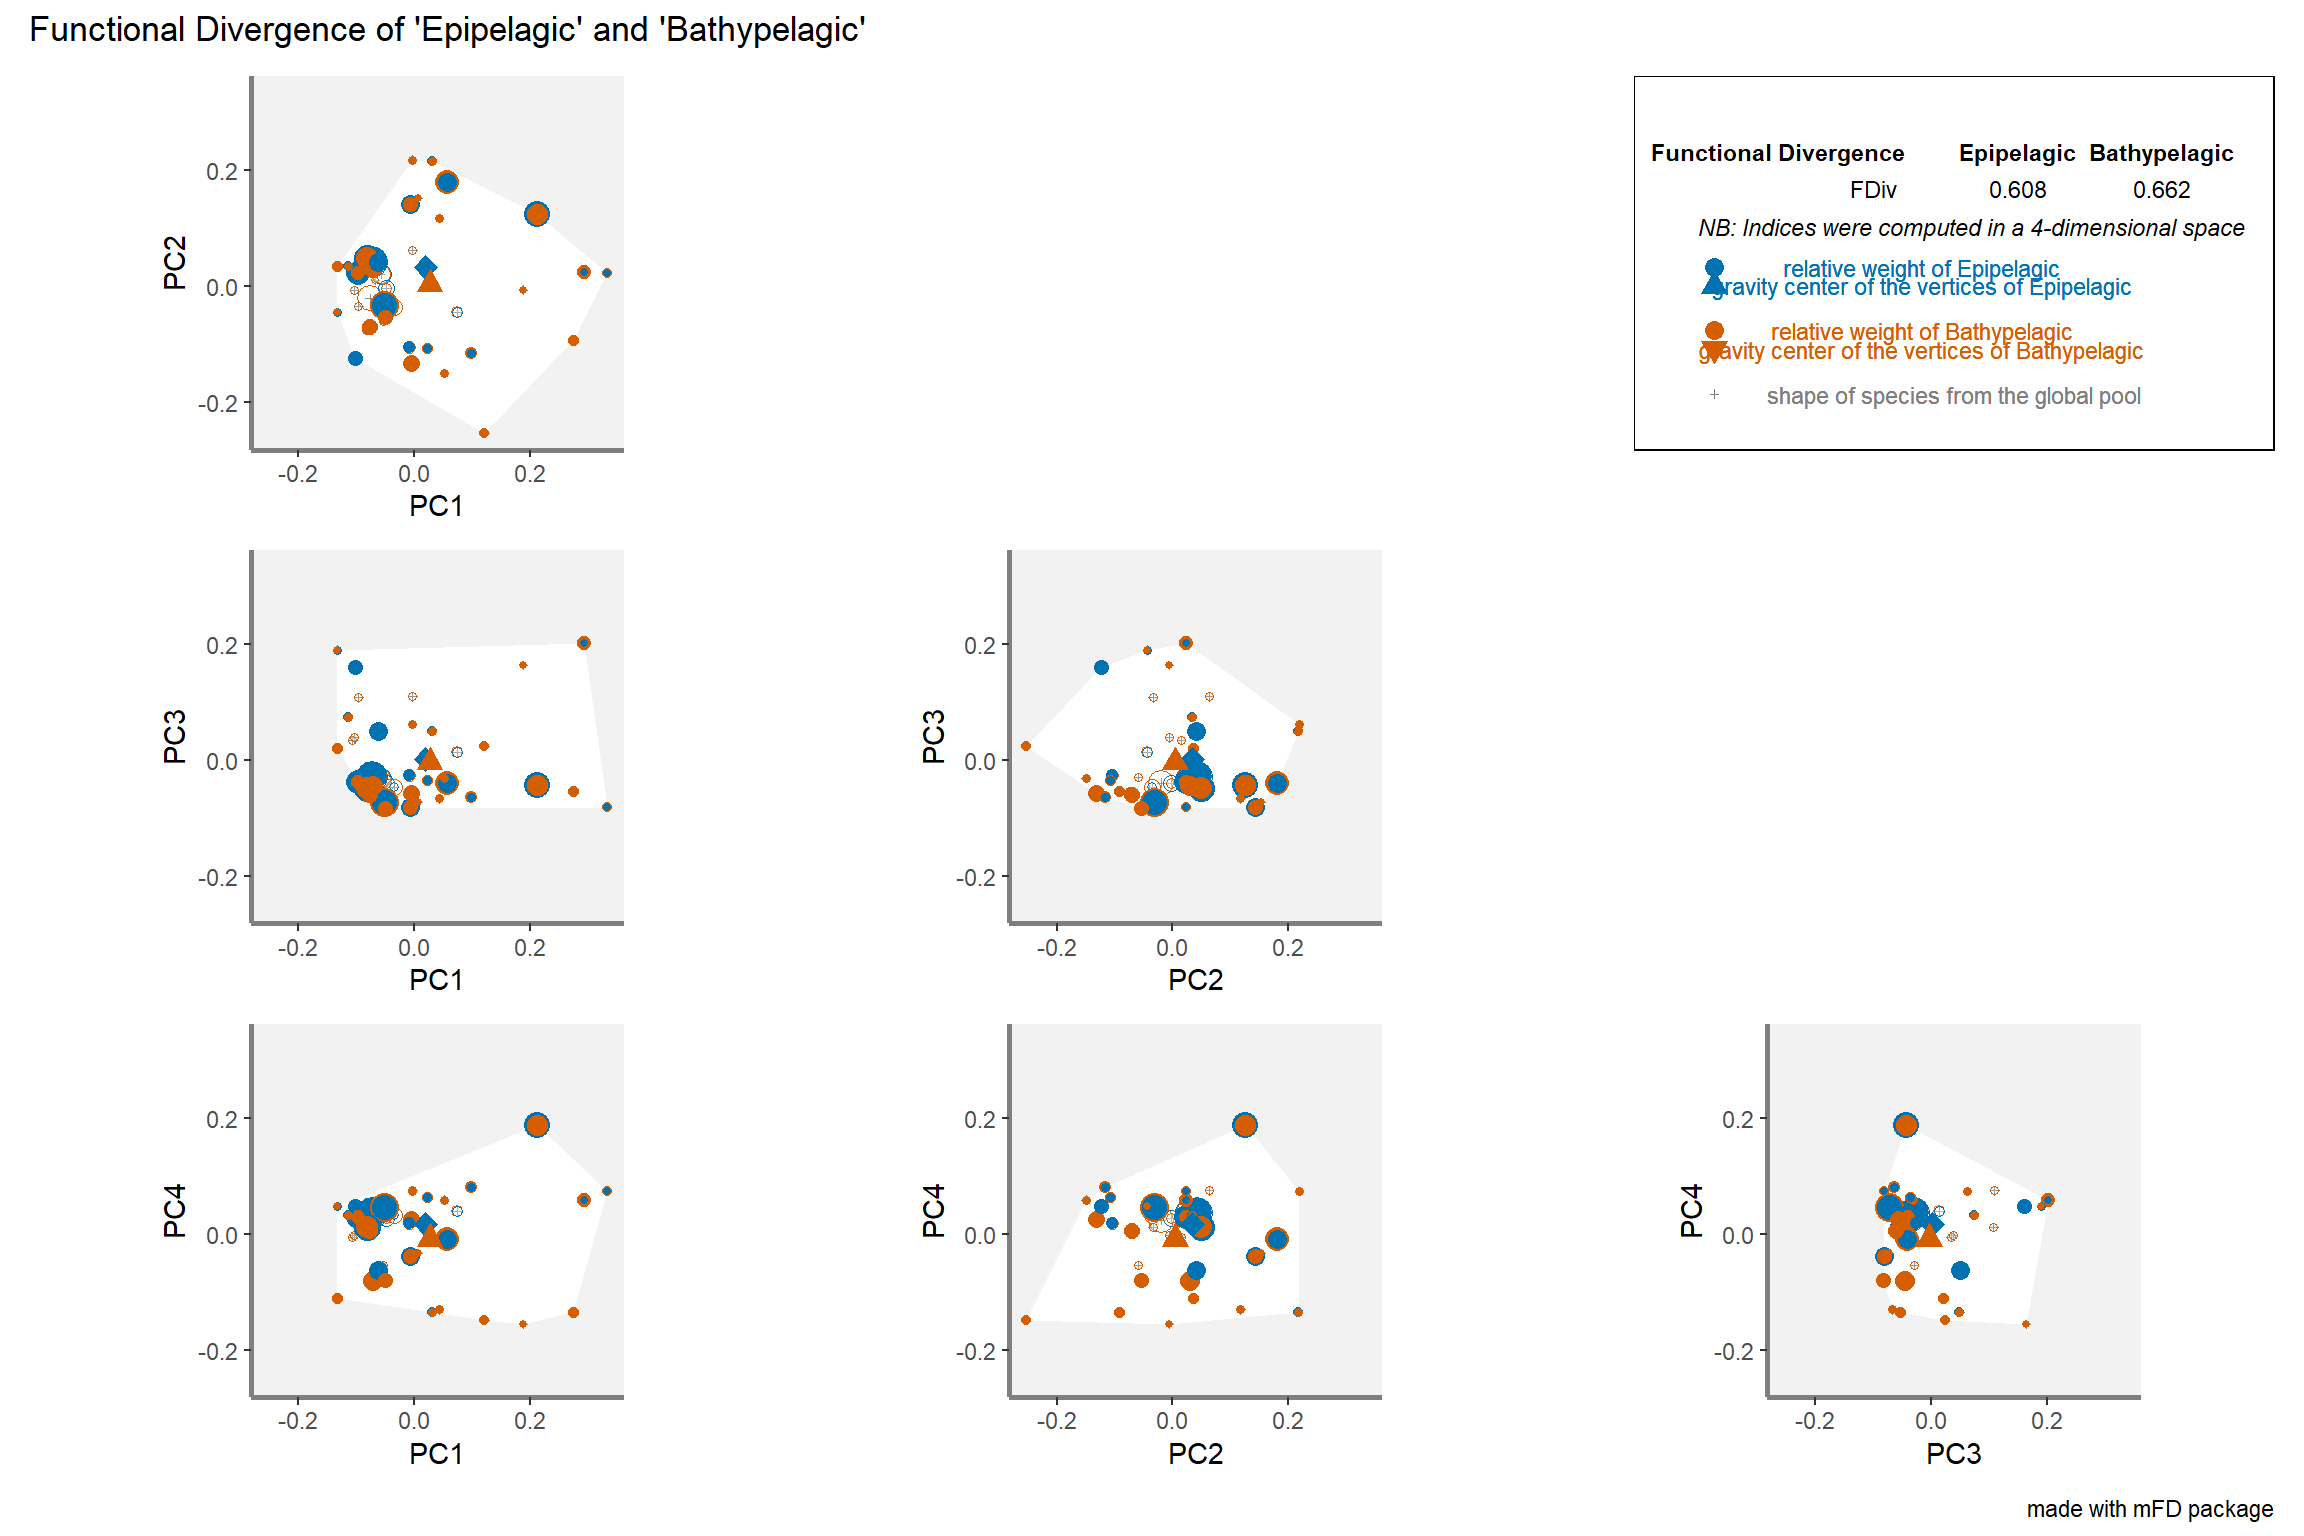 Functional Divergence of 'Epipelagic' and 'Bathypelagic'
0.2
0.0
-0.2
PC2
-0.2 0.0 0.2
PC1
Functional Divergence Epipelagic Bathypelagic
FDiv 0.608 0.662
NB: Indices were computed in a 4-dimensional space
relative weight of Epipelagic
gravity center of the vertices of Epipelagic
relative weight of Bathypelagic
gravity center of the vertices of Bathypelagic
shape of species from the global pool
0.2
0.0
-0.2
PC3
-0.2 0.0 0.2
PC1
0.2
0.0
-0.2
PC3
-0.2 0.0 0.2
PC2
0.2
0.0
-0.2
PC4
-0.2 0.0 0.2
PC1
0.2
0.0
-0.2
PC4
-0.2 0.0 0.2
PC2
0.2
0.0
-0.2
PC4
-0.2 0.0 0.2
PC3
made with mFD package